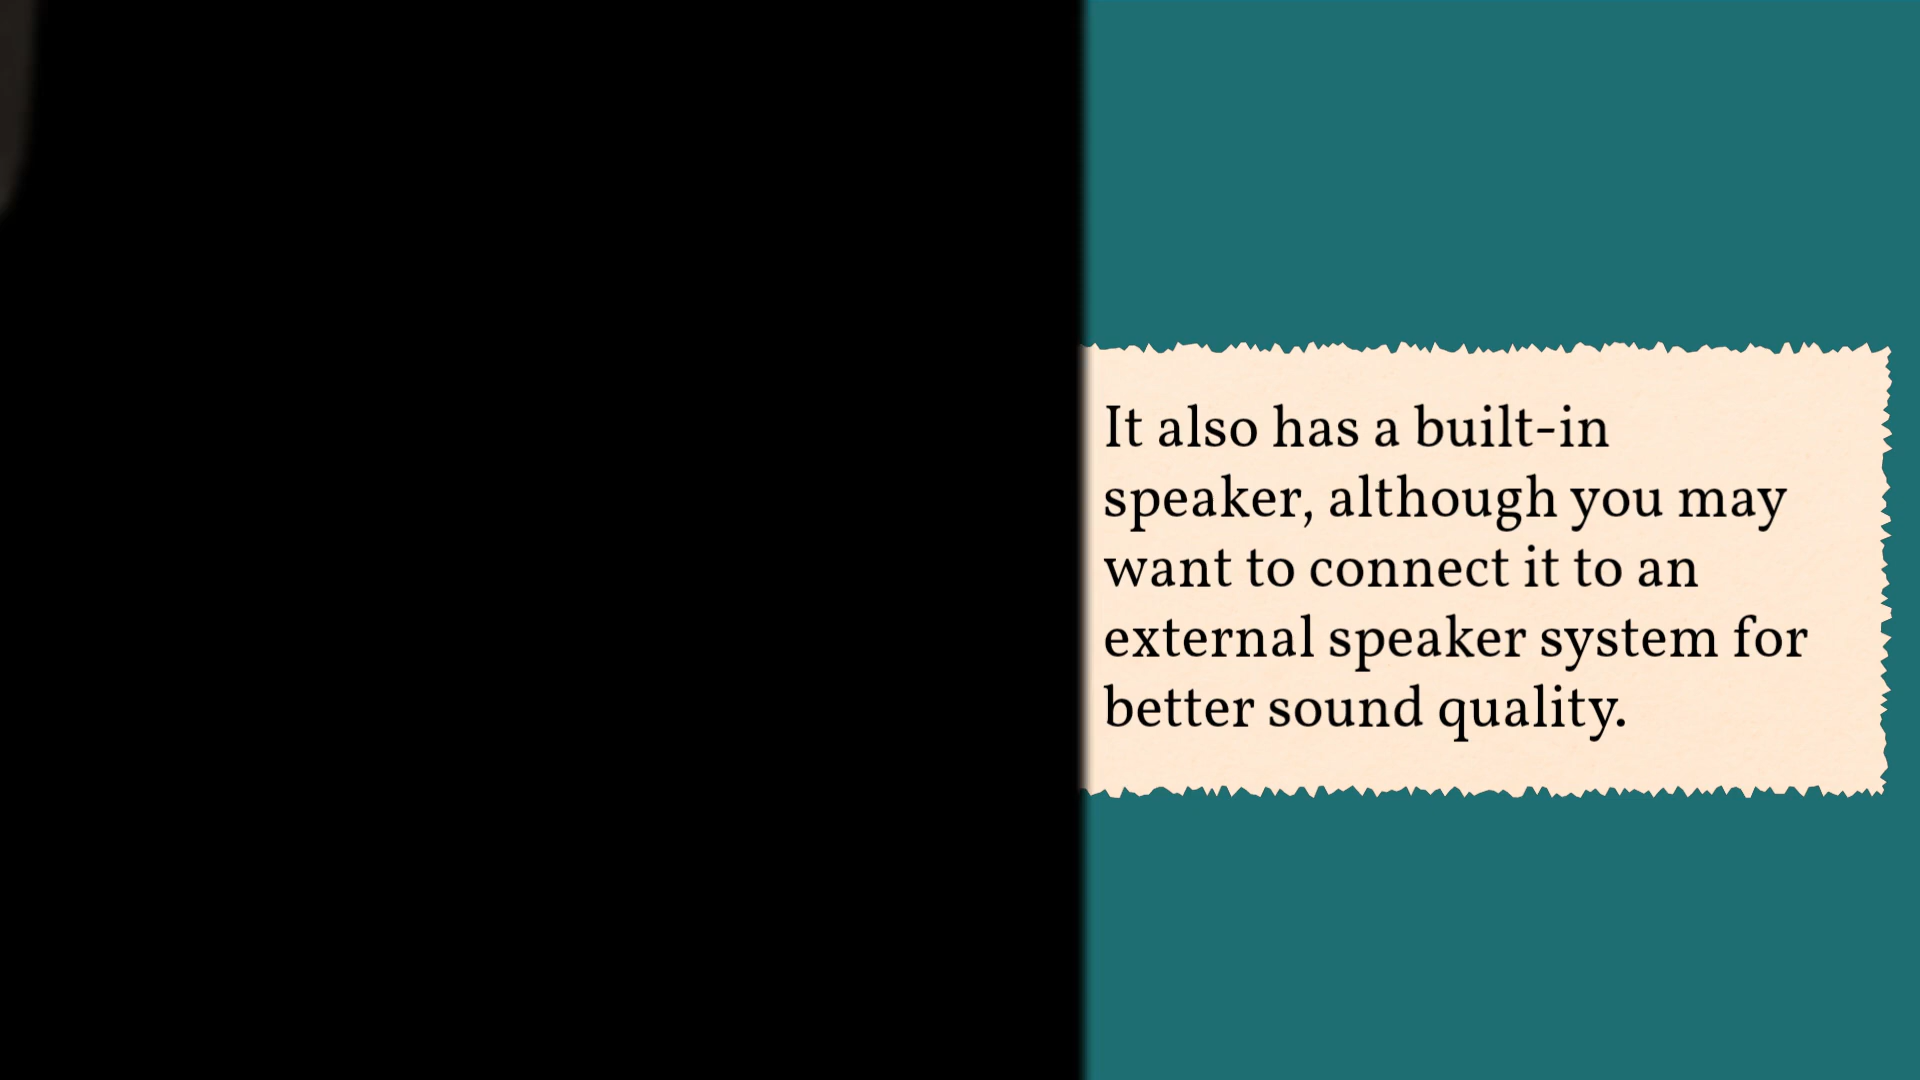 It also has a built-in
speaker, although you may
want to connect it to an
external speaker system for
better sound quality.